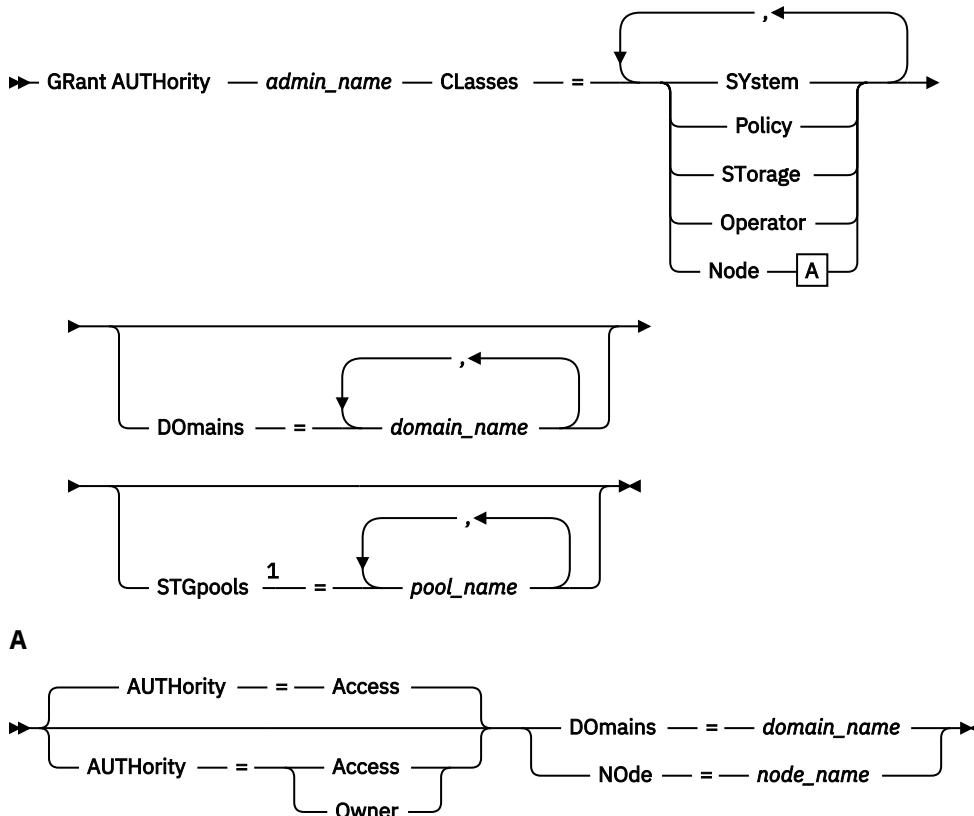 ,
GRant AUTHority admin_name CLasses = SYstem
Policy
STorage
Operator
Node A
,
DOmains = domain_name
,
STGpools 1 = pool_name
A
AUTHority = Access
DOmains = domain_name
AUTHority = Access
NOde = node_name
Owner